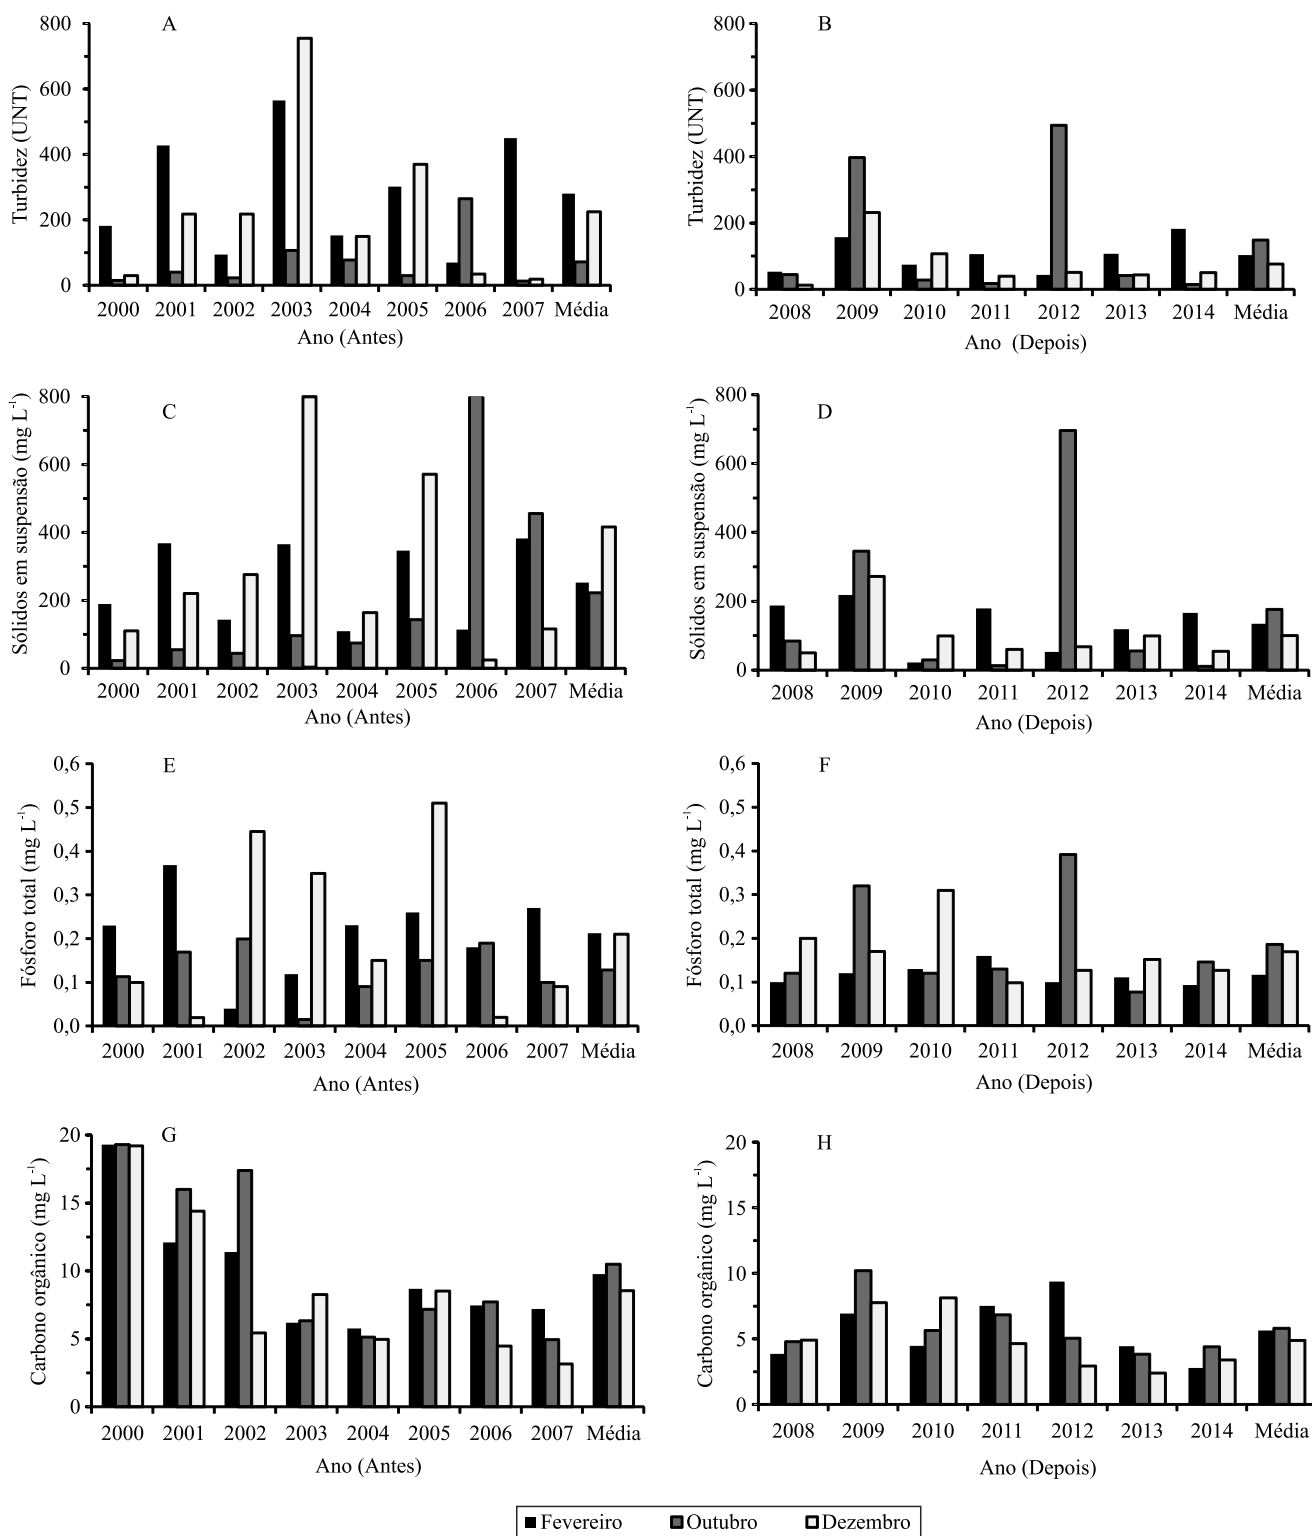 A
Turbidez (UNT)
800
600
400
200
0
2000 2001 2002 2003 2004 2005 2006 2007 Média
Ano (Antes)
B
Turbidez (UNT)
800
600
400
200
0
2008 2009 2010 2011 2012 2013 2014 Média
Ano (Depois)
C
Sólidos em suspensão (mg L⁻¹)
800
600
400
200
0
2000 2001 2002 2003 2004 2005 2006 2007 Média
Ano (Antes)
D
Sólidos em suspensão (mg L⁻¹)
800
600
400
200
0
2008 2009 2010 2011 2012 2013 2014 Média
Ano (Depois)
E
Fósforo total (mg L⁻¹)
0,6
0,5
0,4
0,3
0,2
0,1
0,0
2000 2001 2002 2003 2004 2005 2006 2007 Média
Ano (Antes)
F
Fósforo total (mg L⁻¹)
0,6
0,5
0,4
0,3
0,2
0,1
0,0
2008 2009 2010 2011 2012 2013 2014 Média
Ano (Depois)
G
Carbono orgânico (mg L⁻¹)
20
15
10
5
0
2000 2001 2002 2003 2004 2005 2006 2007 Média
Ano (Antes)
H
Carbono orgânico (mg L⁻¹)
20
15
10
5
0
2008 2009 2010 2011 2012 2013 2014 Média
Ano (Depois)
Fevereiro Outubro Dezembro